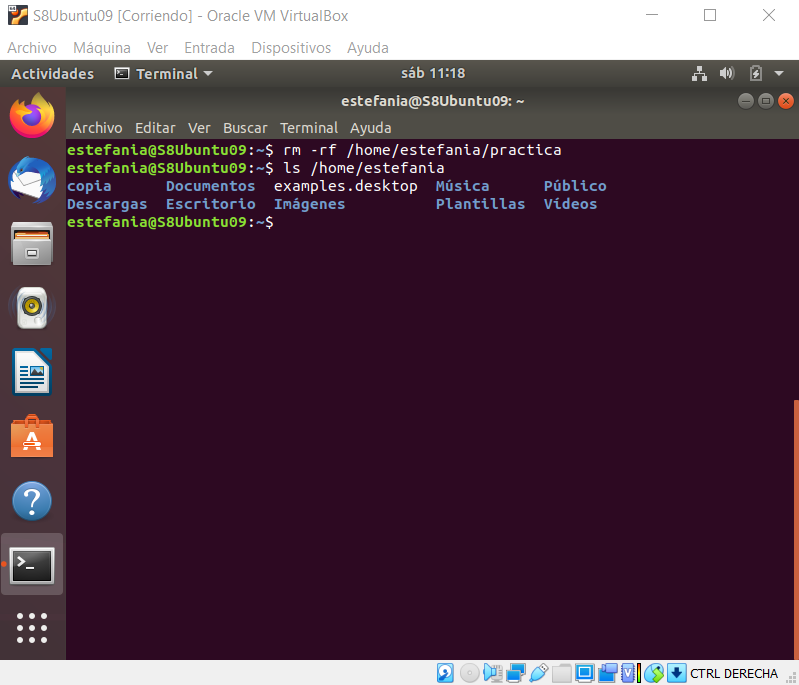 S8Ubuntu09 [Corriendo] - Oracle VM VirtualBox
Archivo Máquina Ver Entrada Dispositivos Ayuda
Actividades Terminal sáb 11:18
estefania@S8Ubuntu09: ~
Archivo Editar Ver Buscar Terminal Ayuda
estefania@S8Ubuntu09:~$ rm -rf /home/estefania/practica
estefania@S8Ubuntu09:~$ ls /home/estefania
copia Documentos examples.desktop Música Público
Descargas Escritorio Imágenes Plantillas Vídeos
estefania@S8Ubuntu09:~$
CTRL DERECHA